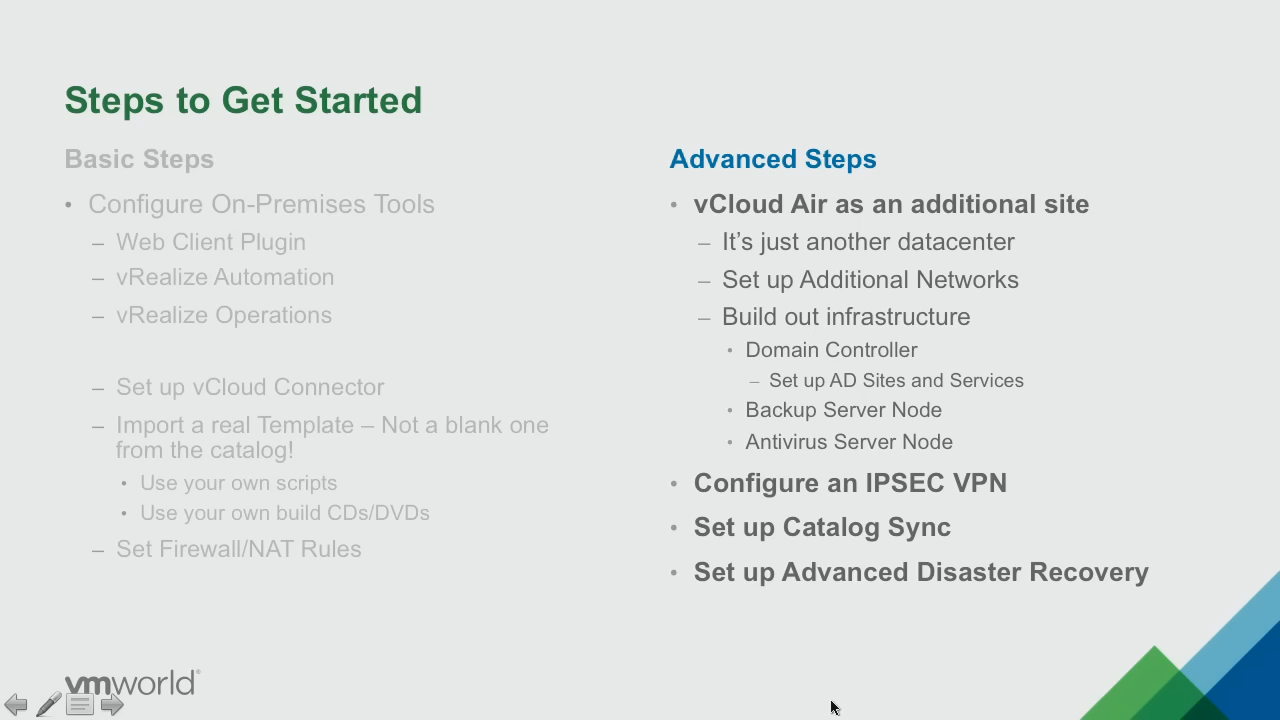 Steps to Get Started
Basic Steps
• Configure On-Premises Tools
– Web Client Plugin
– vRealize Automation
– vRealize Operations
– Set up vCloud Connector
– Import a real Template – Not a blank one
from the catalog!
• Use your own scripts
• Use your own build CDs/DVDs
– Set Firewall/NAT Rules
Advanced Steps
• vCloud Air as an additional site
– It’s just another datacenter
– Set up Additional Networks
– Build out infrastructure
• Domain Controller
– Set up AD Sites and Services
• Backup Server Node
• Antivirus Server Node
• Configure an IPSEC VPN
• Set up Catalog Sync
• Set up Advanced Disaster Recovery
vmworld®